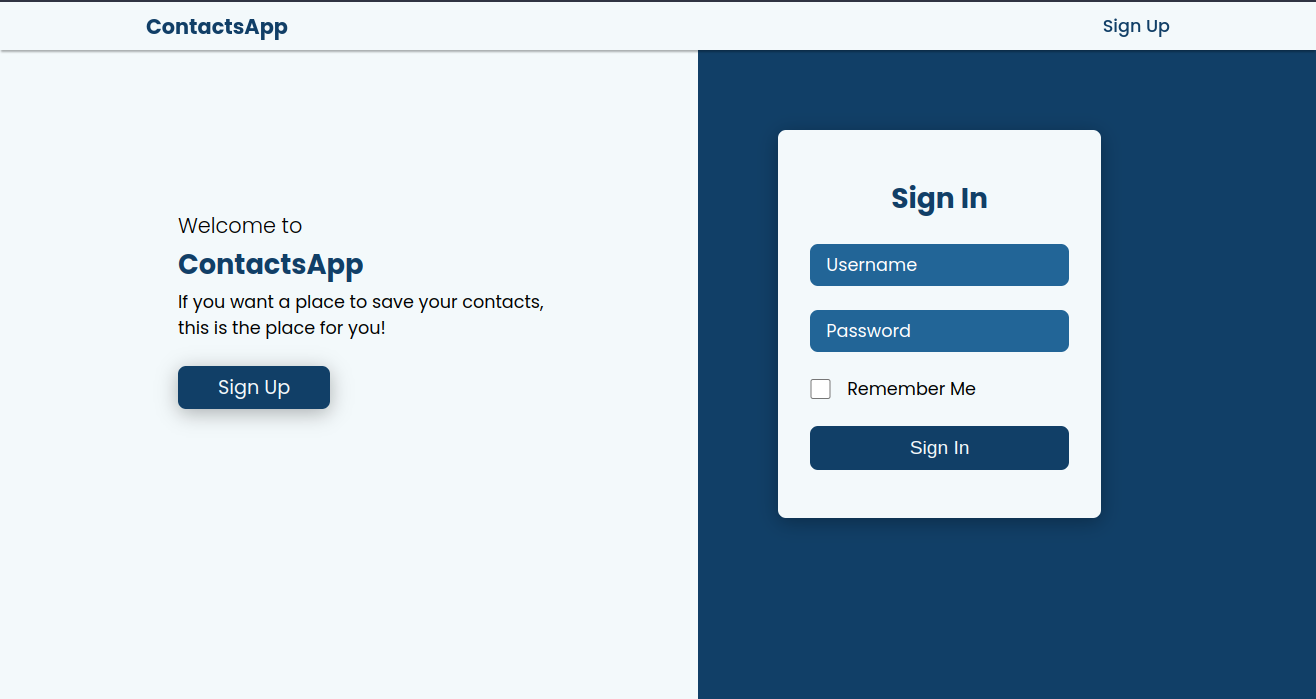 ContactsApp
Sign Up
Welcome to
ContactsApp
If you want a place to save your contacts,
this is the place for you!
Sign Up
Sign In
Username
Password
Remember Me
Sign In